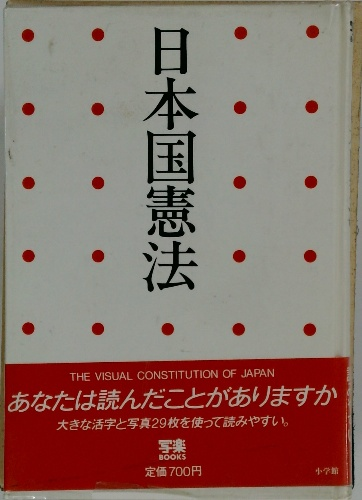 日本国憲法
THE VISUAL CONSTITUTION OF JAPAN
あなたは読んだことがありますか
大きな活字と写真29枚を使って読みやすい。
写楽
BOOKS
定価700円
小学館